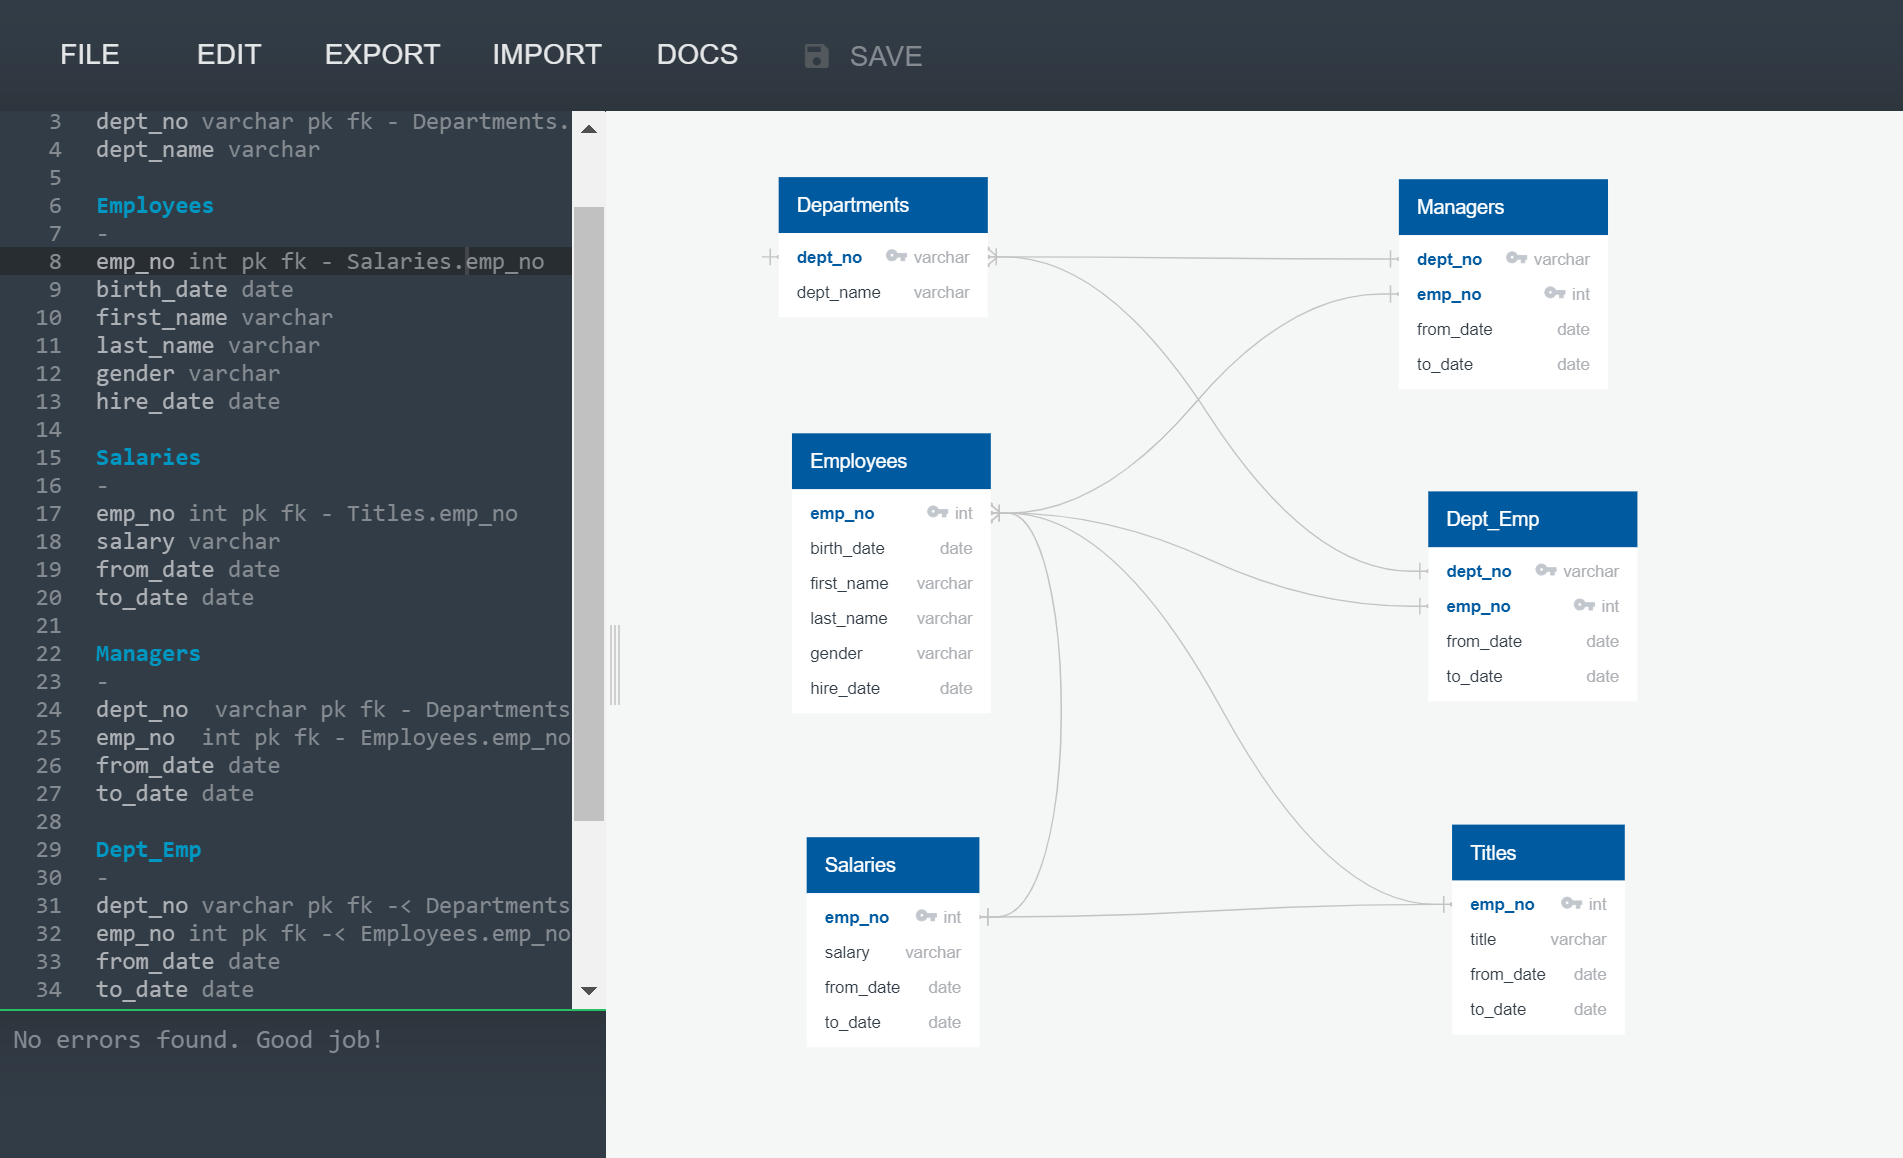 FILE EDIT EXPORT IMPORT DOCS SAVE
3 dept_no varchar pk fk - Departments.
4 dept_name varchar
5
6 Employees
7 -
8 emp_no int pk fk - Salaries.emp_no
9 birth_date date
10 first_name varchar
11 last_name varchar
12 gender varchar
13 hire_date date
14
15 Salaries
16 -
17 emp_no int pk fk - Titles.emp_no
18 salary varchar
19 from_date date
20 to_date date
21
22 Managers
23 -
24 dept_no  varchar pk fk - Departments
25 emp_no  int pk fk - Employees.emp_no
26 from_date date
27 to_date date
28
29 Dept_Emp
30 -
31 dept_no varchar pk fk -< Departments
32 emp_no int pk fk -< Employees.emp_no
33 from_date date
34 to_date date
No errors found. Good job!
Departments
dept_no varchar
dept_name varchar
Managers
dept_no varchar
emp_no int
from_date date
to_date date
Employees
emp_no int
birth_date date
first_name varchar
last_name varchar
gender varchar
hire_date date
Dept_Emp
dept_no varchar
emp_no int
from_date date
to_date date
Salaries
emp_no int
salary varchar
from_date date
to_date date
Titles
emp_no int
title varchar
from_date date
to_date date